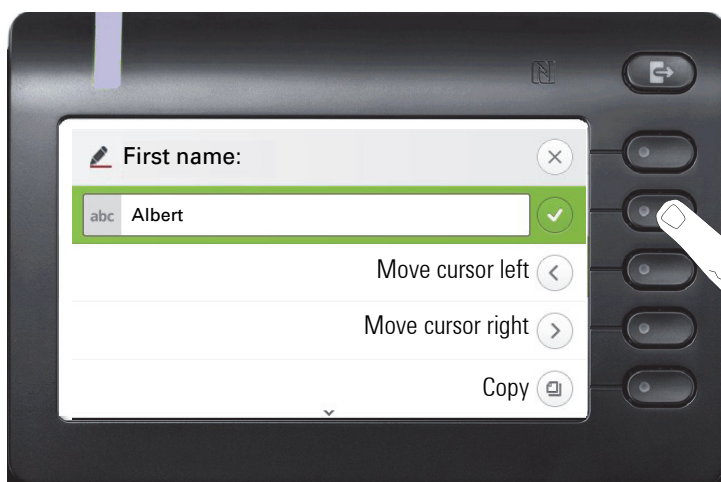 First name:
abc Albert
Move cursor left
Move cursor right
Copy